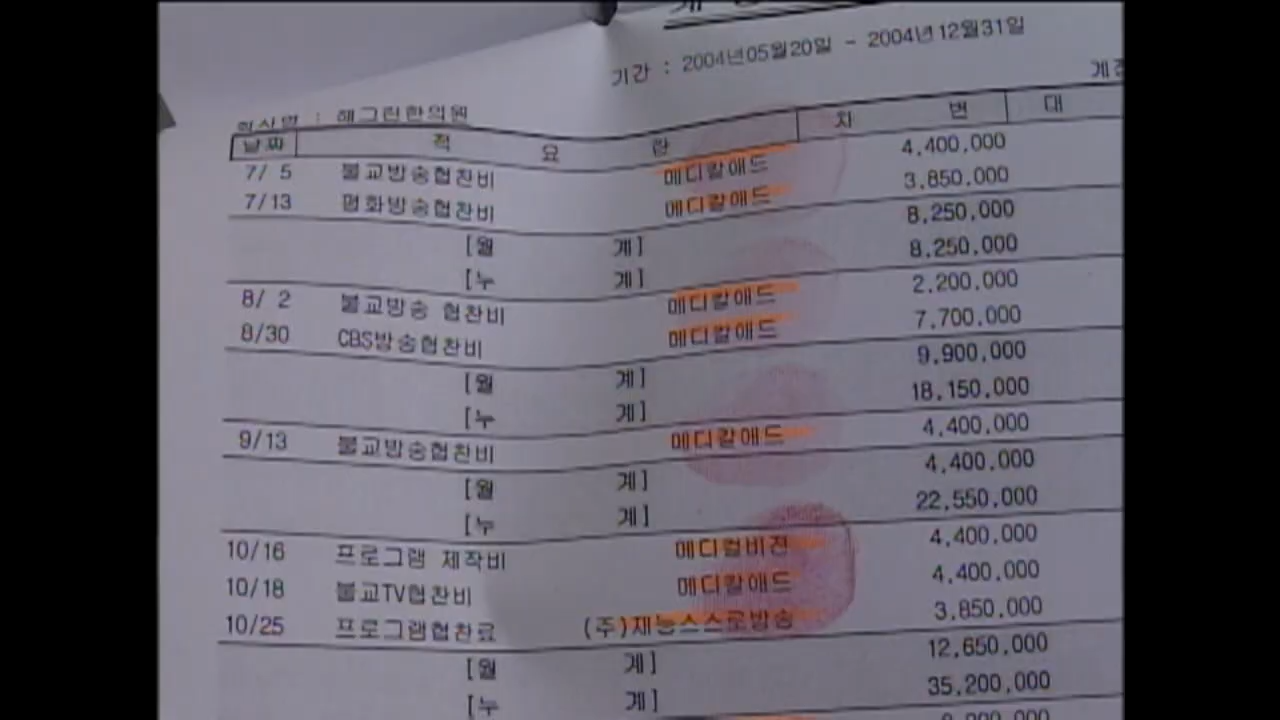 기간 : 2004년05월20일 - 2004년12월31일
회사명 : 해그린한의원
날짜 적 요 란 차 변 대
7/ 5 불교방송협찬비 메디칼애드 4,400,000
7/13 평화방송협찬비 메디칼애드 3,850,000
[월 계] 8,250,000
[누 계] 8,250,000
8/ 2 불교방송 협찬비 메디칼애드 2,200,000
8/30 CBS방송협찬비 메디칼애드 7,700,000
[월 계] 9,900,000
[누 계] 18,150,000
9/13 불교방송협찬비 메디칼애드 4,400,000
[월 계] 4,400,000
[누 계] 22,550,000
10/16 프로그램 제작비 메디컬비전 4,400,000
10/18 불교TV협찬비 메디칼애드 4,400,000
10/25 프로그램협찬료 (주)재능스스로방송 3,850,000
[월 계] 12,650,000
[누 계] 35,200,000